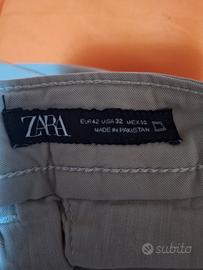 ZARA
EUR 42 USA 32 MEX 32
MADE IN PAKISTAN
subito